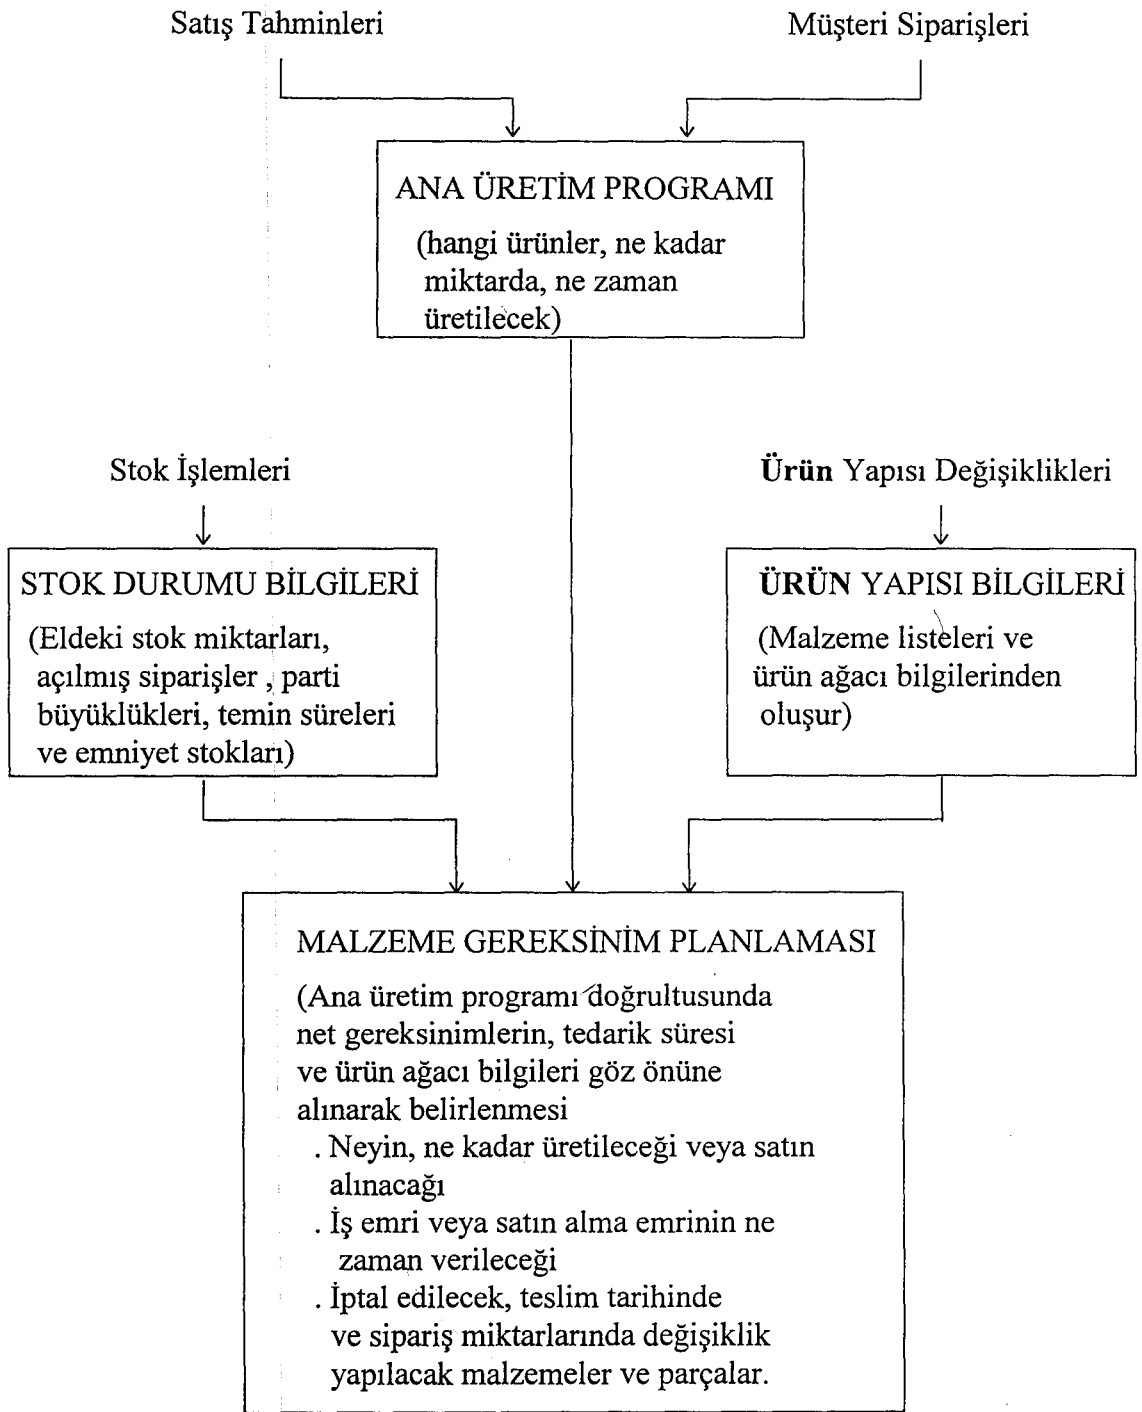 Satış Tahminleri
Müşteri Siparişleri
ANA ÜRETİM PROGRAMI
(hangi ürünler, ne kadar
miktarda, ne zaman
üretilecek)
Stok İşlemleri
Ürün Yapısı Değişiklikleri
STOK DURUMU BİLGİLERİ
(Eldeki stok miktarları,
açılmış siparişler , parti
büyüklükleri, temin süreleri
ve emniyet stokları)
ÜRÜN YAPISI BİLGİLERİ
(Malzeme listeleri ve
ürün ağacı bilgilerinden
oluşur)
MALZEME GEREKSİNİM PLANLAMASI
(Ana üretim programı doğrultusunda
net gereksinimlerin, tedarik süresi
ve ürün ağacı bilgileri göz önüne
alınarak belirlenmesi
. Neyin, ne kadar üretileceği veya satın
alınacağı
. İş emri veya satın alma emrinin ne
zaman verileceği
. İptal edilecek, teslim tarihinde
ve sipariş miktarlarında değişiklik
yapılacak malzemeler ve parçalar.